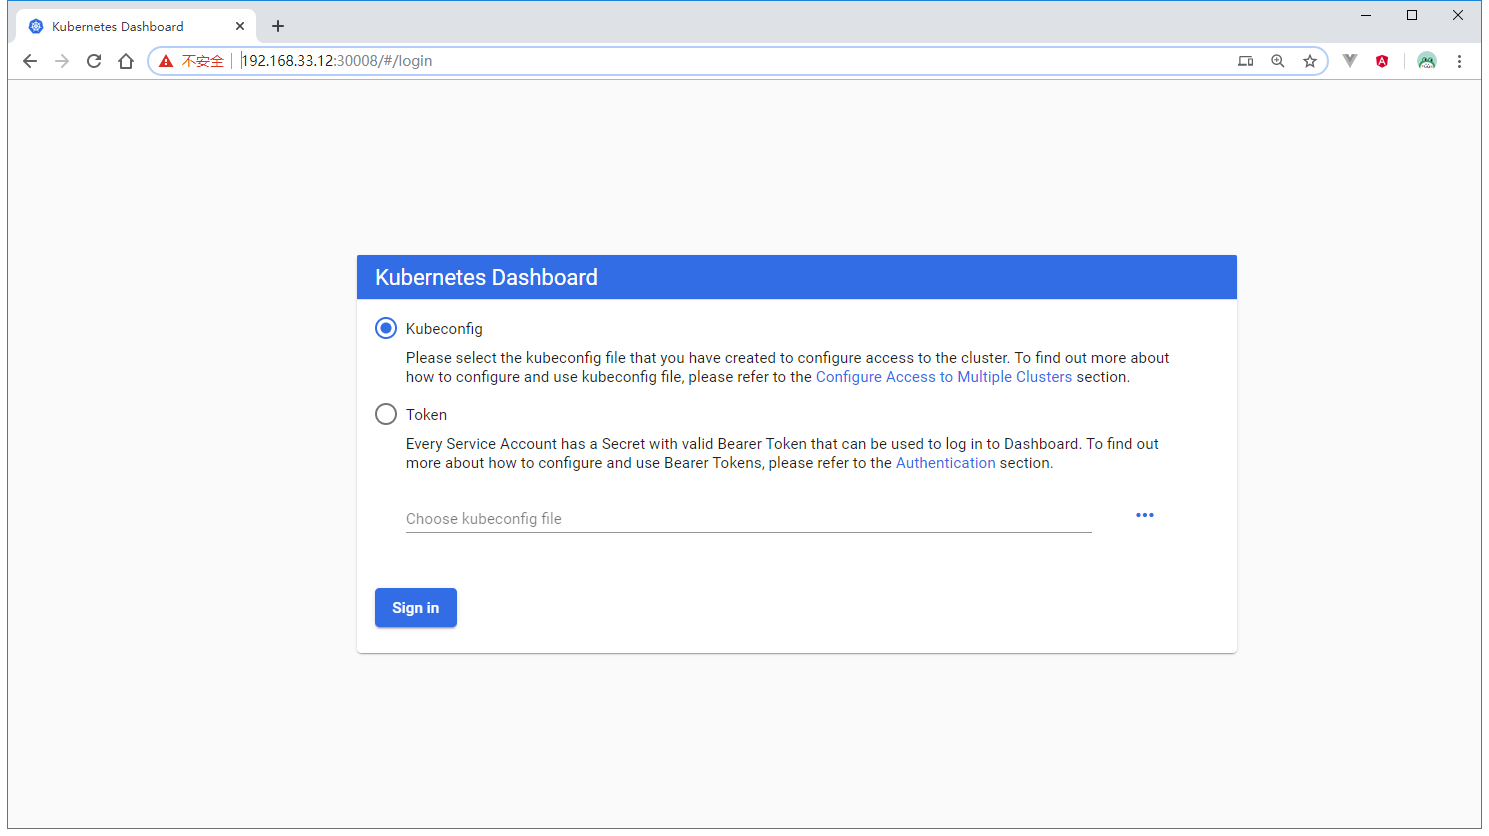 Kubernetes Dashboard
不安全
192.168.33.12:30008/#/login
Kubernetes Dashboard
Kubeconfig
Please select the kubeconfig file that you have created to configure access to the cluster. To find out more about
how to configure and use kubeconfig file, please refer to the Configure Access to Multiple Clusters section.
Token
Every Service Account has a Secret with valid Bearer Token that can be used to log in to Dashboard. To find out
more about how to configure and use Bearer Tokens, please refer to the Authentication section.
Choose kubeconfig file
Sign in